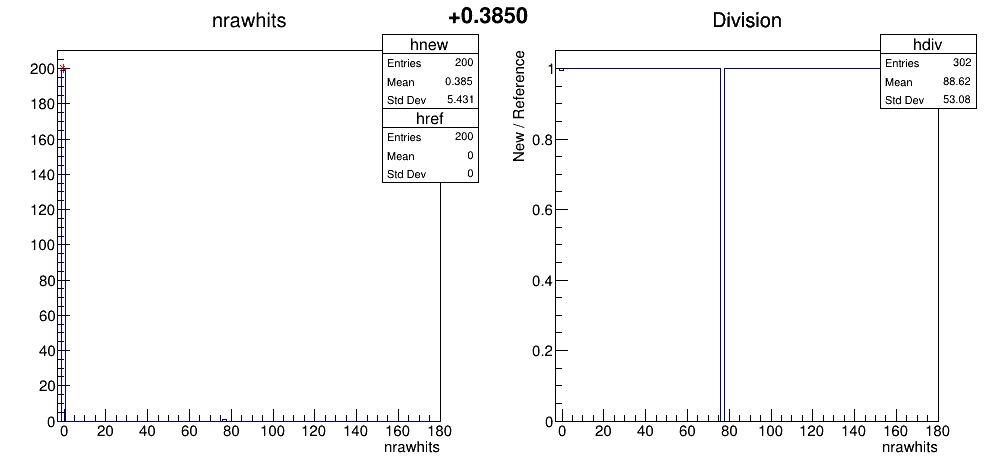 +0.3850
nrawhits
hnew
Entries 200
Mean 0.385
Std Dev 5.431
href
Entries 200
Mean 0
Std Dev 0
200
180
160
140
120
100
80
60
40
20
0
0 20 40 60 80 100 120 140 160 180
nrawhits
Division
hdiv
Entries 302
Mean 88.62
Std Dev 53.08
New / Reference
1
0.8
0.6
0.4
0.2
0
0 20 40 60 80 100 120 140 160 180
nrawhits